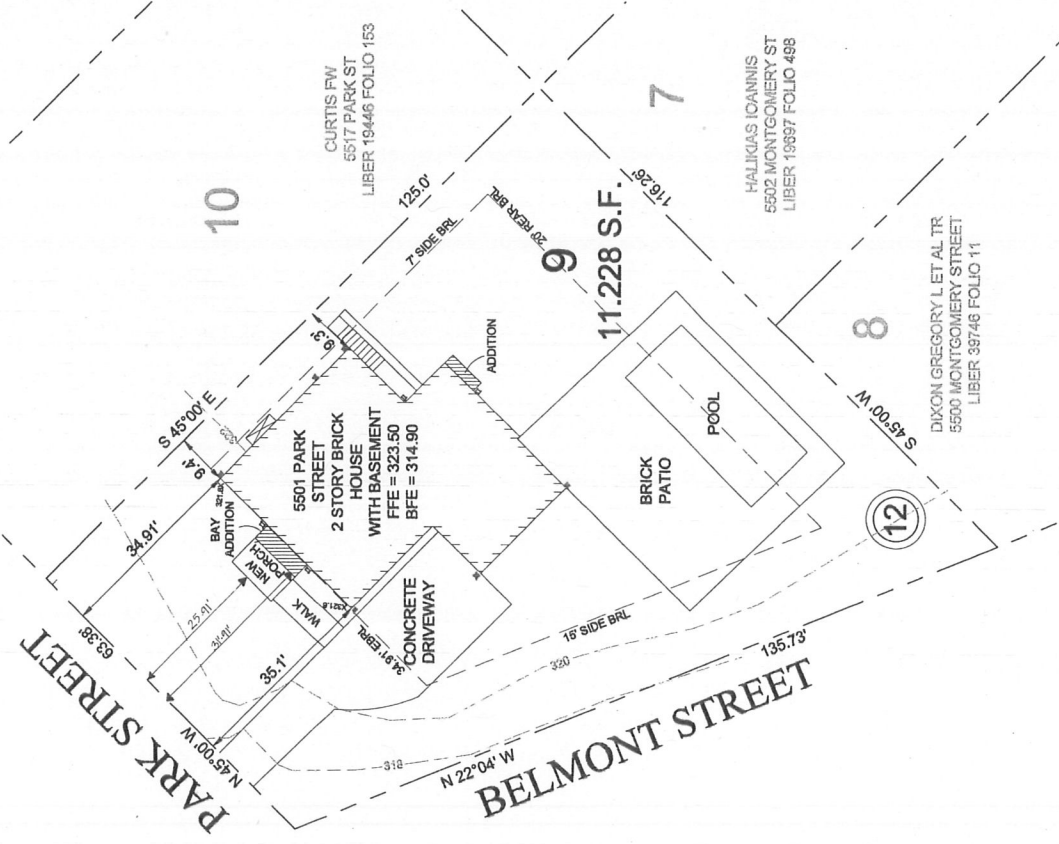 10
CURTIS FW
5517 PARK ST
LIBER 19446 FOLIO 153
7
HALIKIAS IOANNIS
5502 MONTGOMERY ST
LIBER 19697 FOLIO 498
8
DIXON GREGORY L ET AL TR
5500 MONTGOMERY STREET
LIBER 39746 FOLIO 11
9
11.228 S.F.
125.0'
7' SIDE BRL
20' REAR BRL
116.26'
S 45°00' E
9.4'
9.3'
34.91'
63.38'
BAY
ADDITION
NEW
PORCH
25.91'
31.91'
WALK
35.1'
N 45°00' W
34.91' EBRL
5501 PARK
STREET
2 STORY BRICK
HOUSE
WITH BASEMENT
FFE = 323.50
BFE = 314.90
ADDITION
CONCRETE
DRIVEWAY
BRICK
PATIO
POOL
15' SIDE BRL
320
318
322
12
S 45°00' W
N 22°04' W
135.73'
PARK STREET
BELMONT STREET